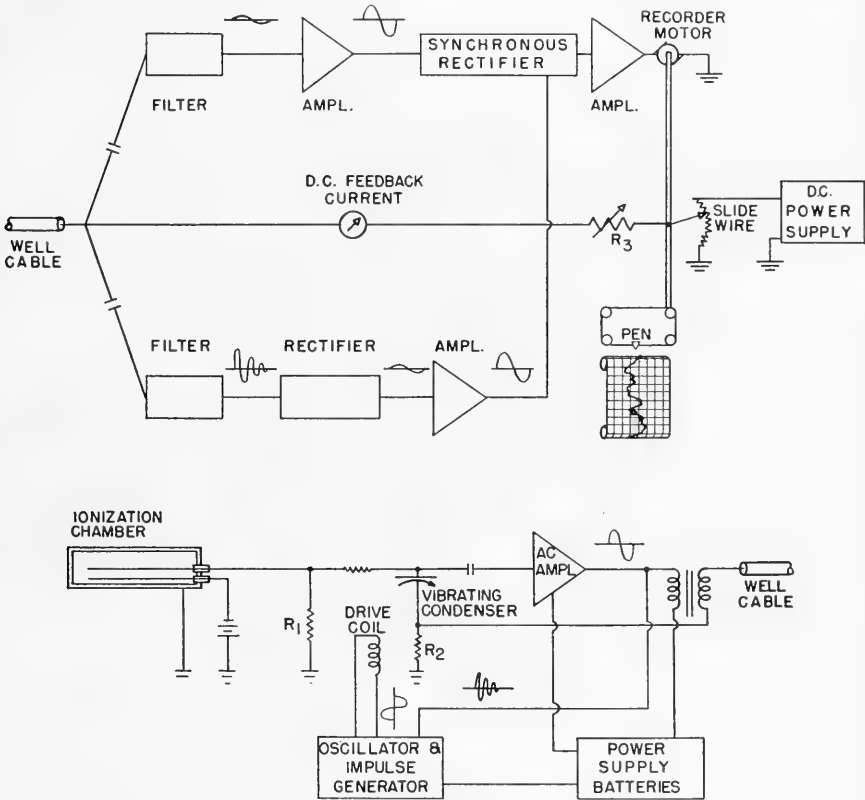 RECORDER
MOTOR
SYNCHRONOUS
RECTIFIER
FILTER
AMPL.
AMPL.
D.C. FEEDBACK
CURRENT
D.C.
POWER
SUPPLY
SLIDE
WIRE
R3
WELL
CABLE
PEN
FILTER
RECTIFIER
AMPL.
IONIZATION
CHAMBER
AC
AMPL
WELL
CABLE
VIBRATING
CONDENSER
DRIVE
COIL
R1
R2
OSCILLATOR &
IMPULSE
GENERATOR
POWER
SUPPLY
BATTERIES